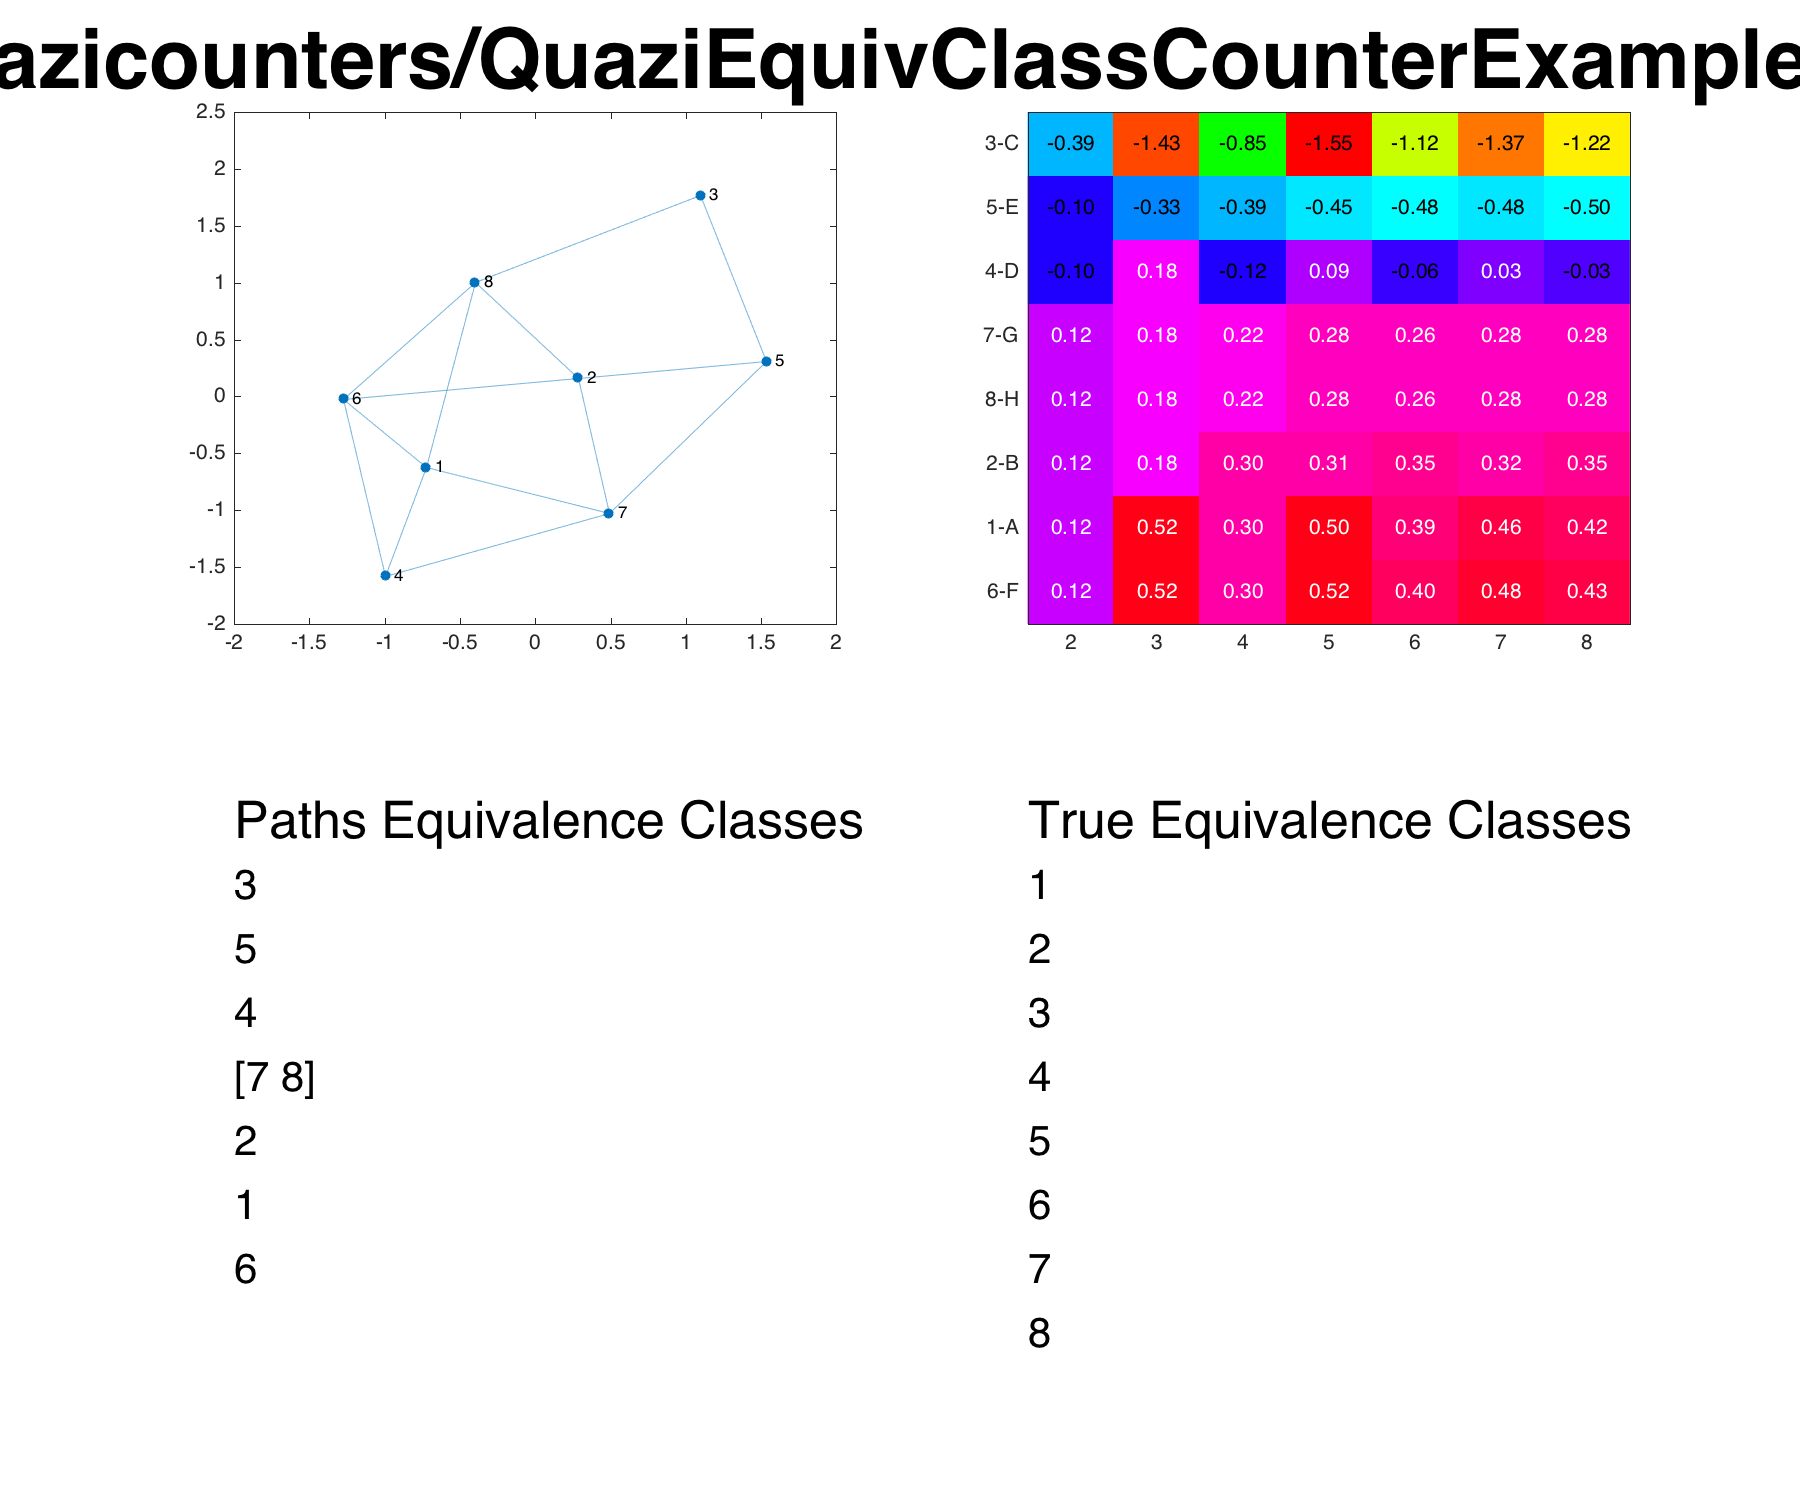 azicounters/QuaziEquivClassCounterExample
2.5
2
1.5
1
0.5
0
-0.5
-1
-1.5
-2
-2 -1.5 -1 -0.5 0 0.5 1 1.5 2
3
8
5
2
6
1
7
4
3-C -0.39 -1.43 -0.85 -1.55 -1.12 -1.37 -1.22
5-E -0.10 -0.33 -0.39 -0.45 -0.48 -0.48 -0.50
4-D -0.10 0.18 -0.12 0.09 -0.06 0.03 -0.03
7-G 0.12 0.18 0.22 0.28 0.26 0.28 0.28
8-H 0.12 0.18 0.22 0.28 0.26 0.28 0.28
2-B 0.12 0.18 0.30 0.31 0.35 0.32 0.35
1-A 0.12 0.52 0.30 0.50 0.39 0.46 0.42
6-F 0.12 0.52 0.30 0.52 0.40 0.48 0.43
2 3 4 5 6 7 8
Paths Equivalence Classes
3
5
4
[7 8]
2
1
6
True Equivalence Classes
1
2
3
4
5
6
7
8